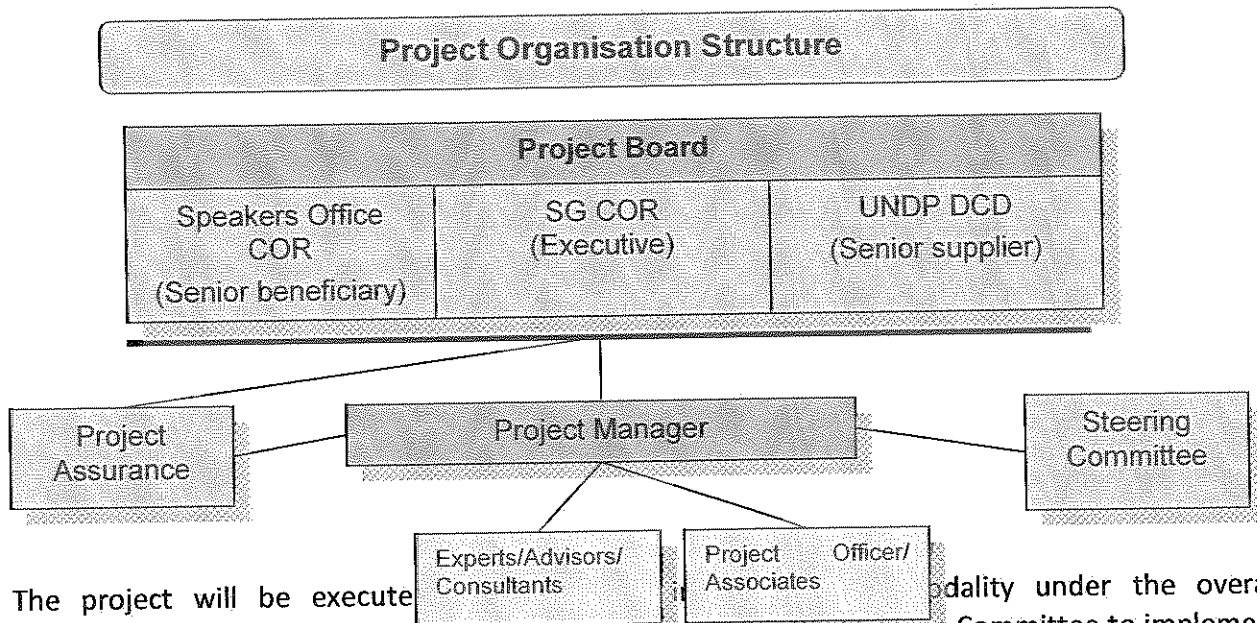 Project Organisation Structure
Project Board
Speakers Office
COR
(Senior beneficiary)
SG COR
(Executive)
UNDP DCD
(Senior supplier)
Project
Assurance
Project Manager
Steering
Committee
Experts/Advisors/
Consultants
Project Officer/
Associates
The project will be execute odality under the overa
Committee to impleme